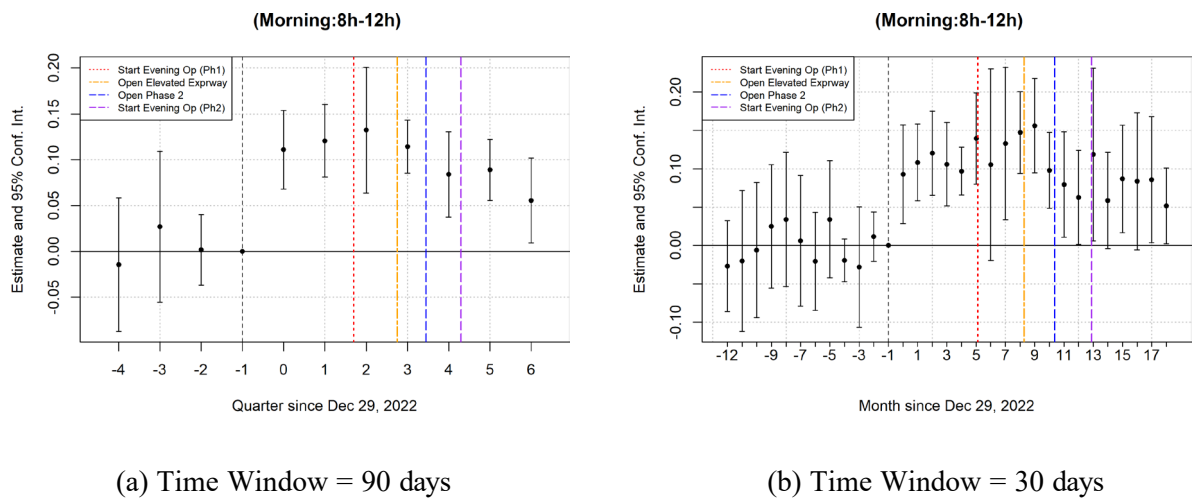 (Morning:8h-12h)
Estimate and 95% Conf. Int.
0.20
0.15
0.10
0.05
0.00
-0.05
Start Evening Op (Ph1)
Open Elevated Exprway
Open Phase 2
Start Evening Op (Ph2)
-4 -3 -2 -1 0 1 2 3 4 5 6
Quarter since Dec 29, 2022
(a) Time Window = 90 days
(Morning:8h-12h)
Estimate and 95% Conf. Int.
0.20
0.10
0.00
-0.10
Start Evening Op (Ph1)
Open Elevated Exprway
Open Phase 2
Start Evening Op (Ph2)
-12 -9 -7 -5 -3 -1 1 3 5 7 9 11 13 15 17
Month since Dec 29, 2022
(b) Time Window = 30 days